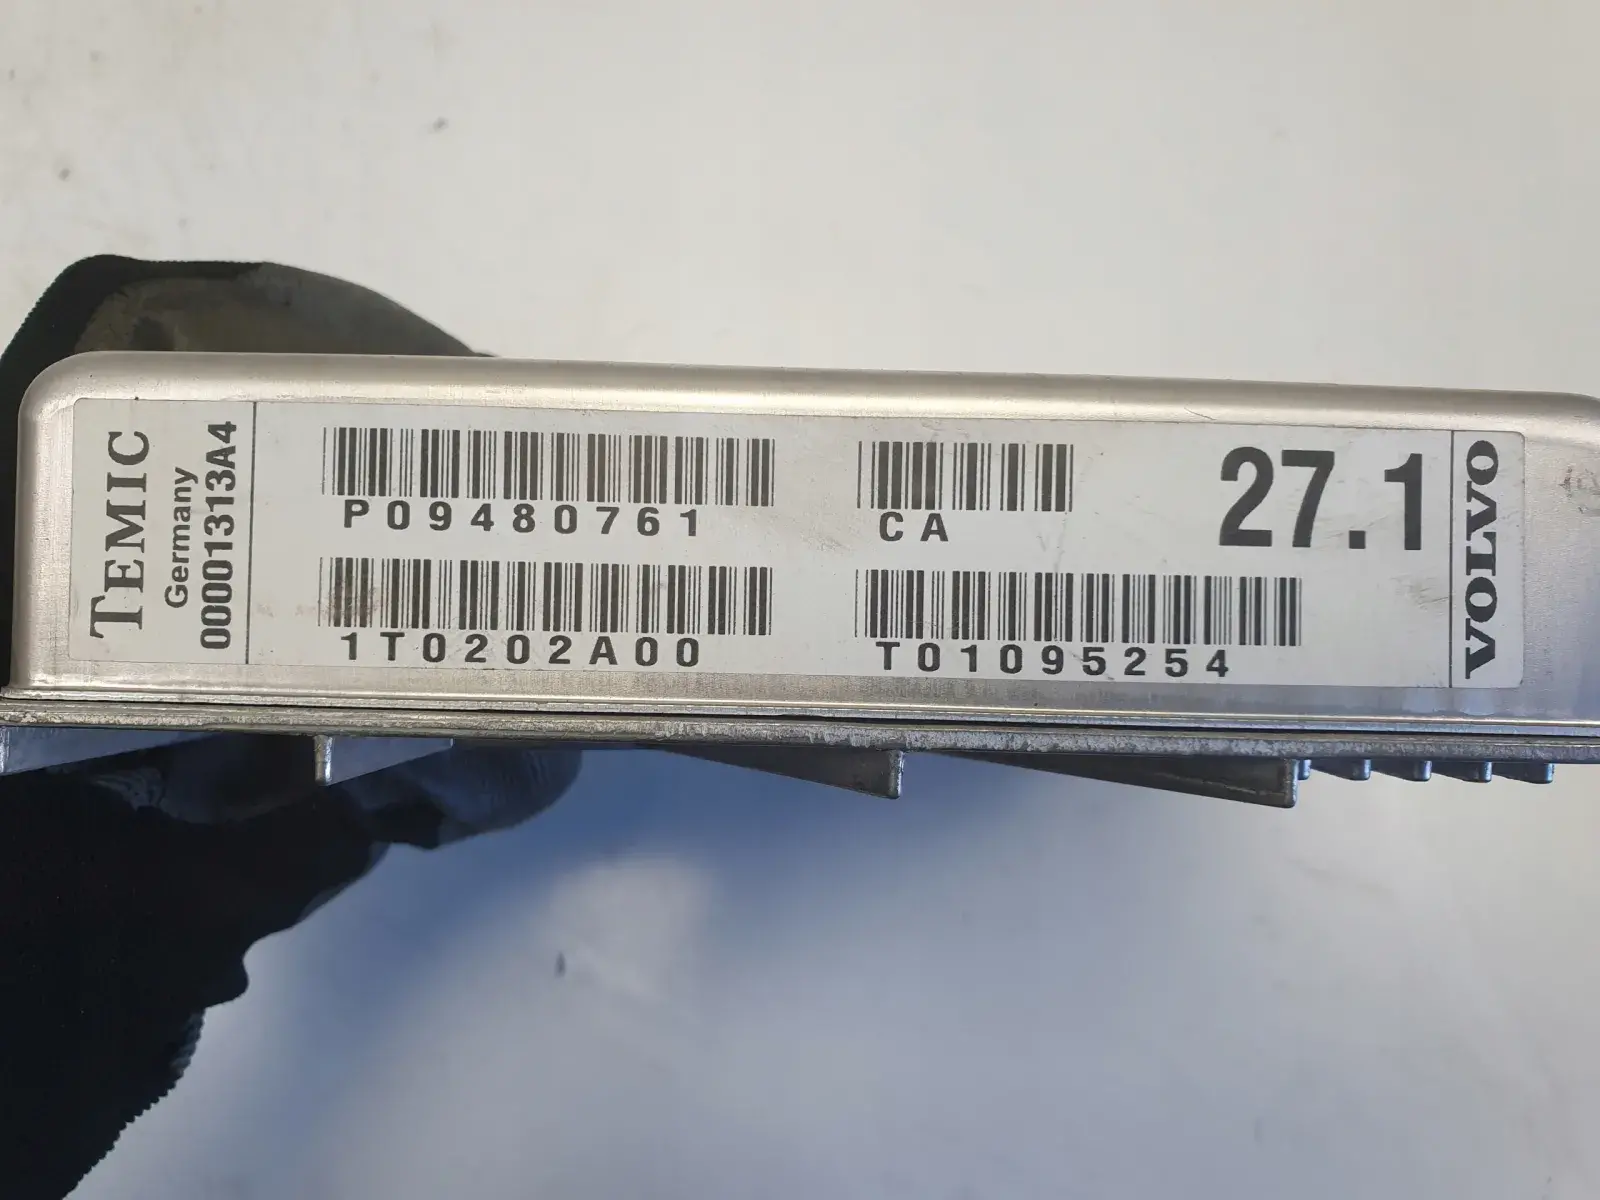 TEMIC
Germany
00001313A4
P09480761
CA
27.1
1T0202A00
T01095254
VOLVO